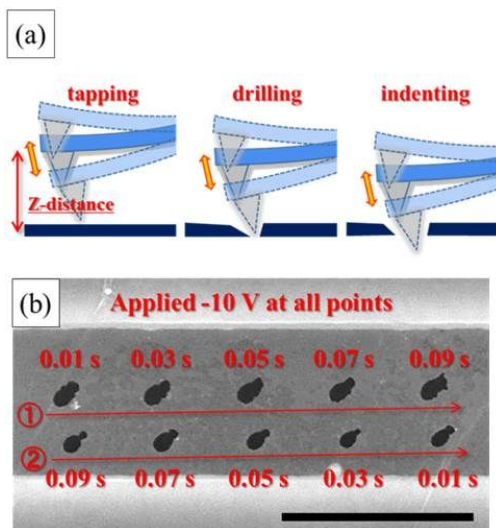 (a)
tapping drilling indenting
Z-distance
(b)
Applied -10 V at all points
0.01 s 0.03 s 0.05 s 0.07 s 0.09 s
①
②
0.09 s 0.07 s 0.05 s 0.03 s 0.01 s